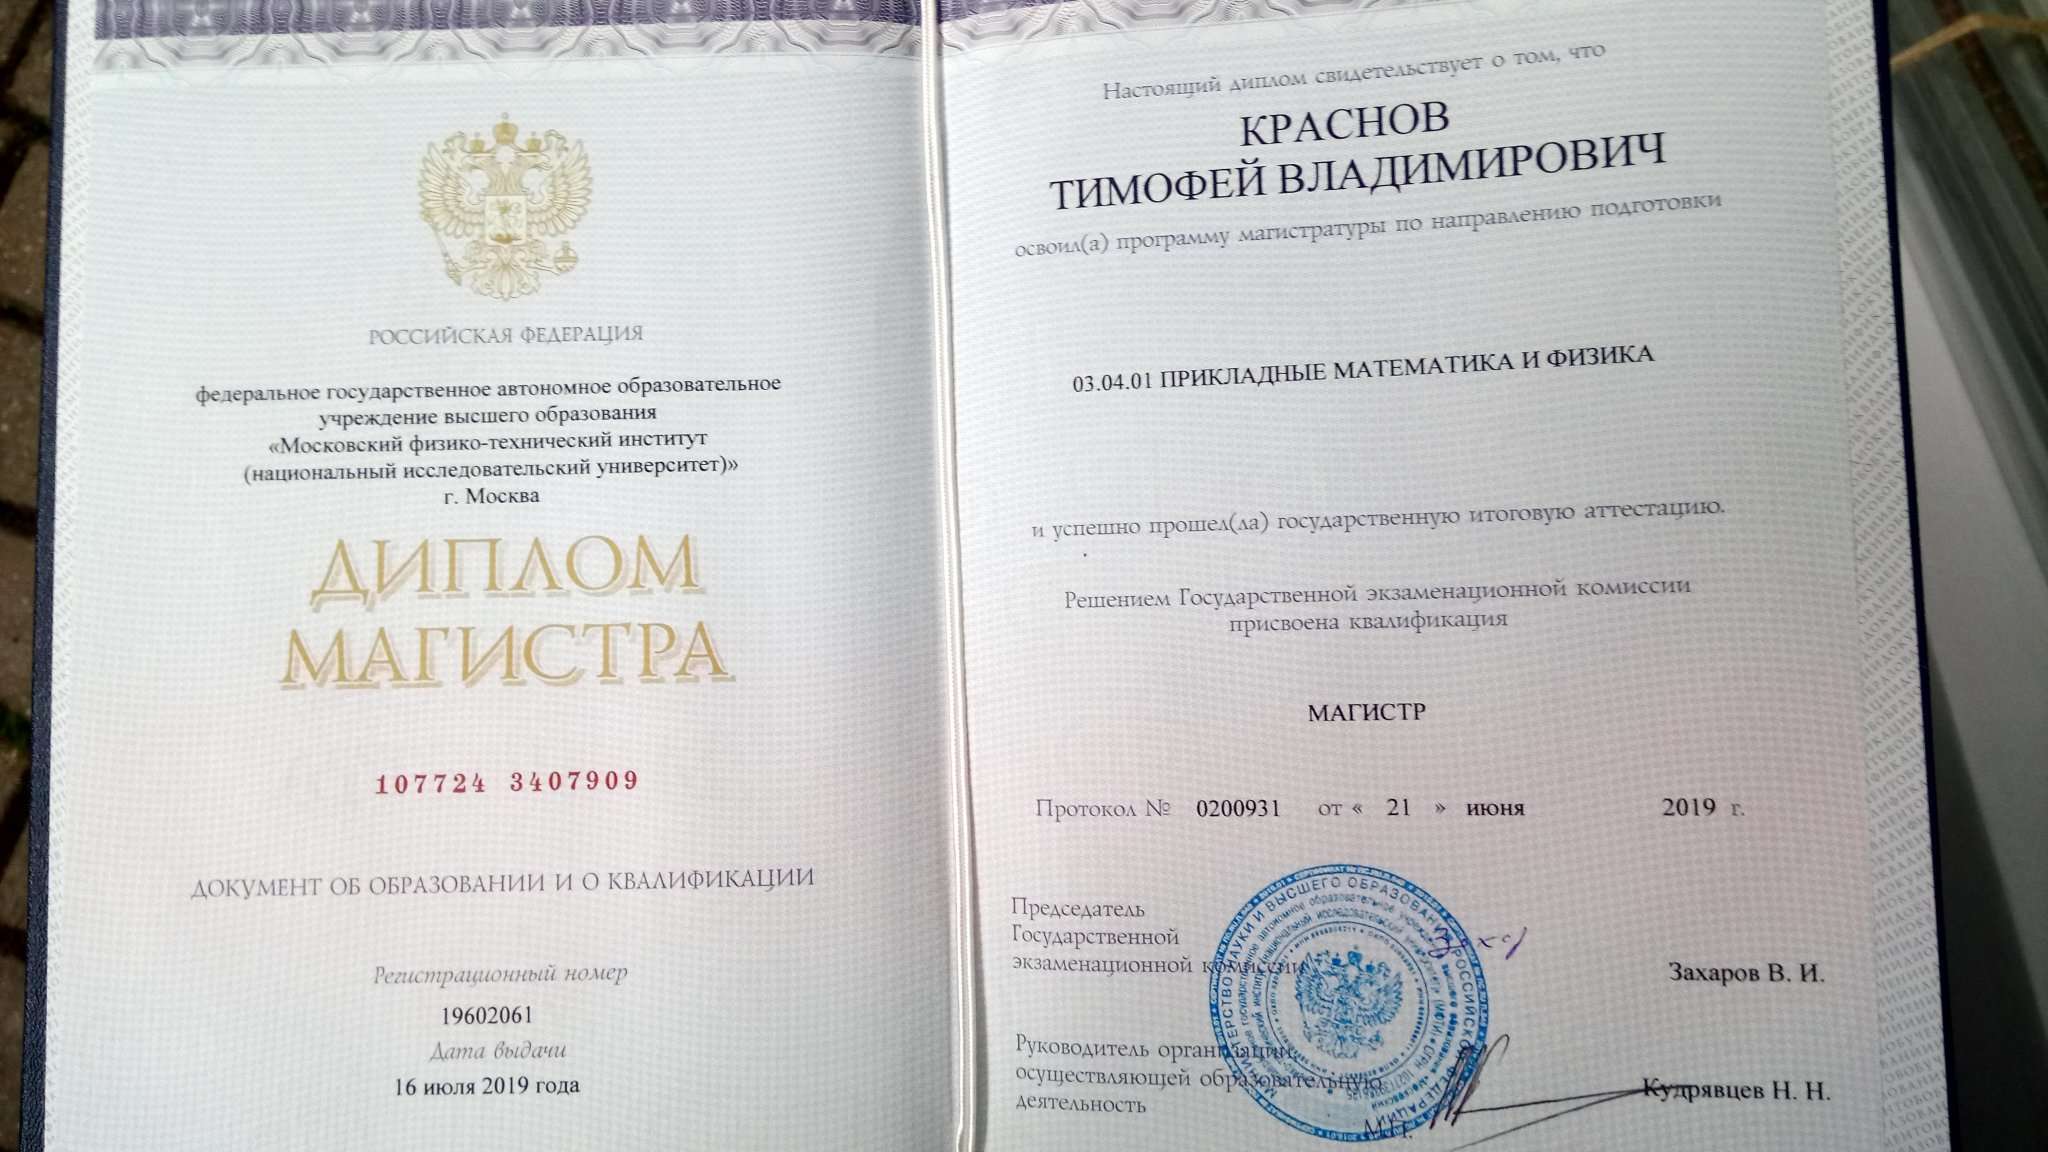 РОССИЙСКАЯ ФЕДЕРАЦИЯ
федеральное государственное автономное образовательное
учреждение высшего образования
«Московский физико-технический институт
(национальный исследовательский университет)»
г. Москва
ДИПЛОМ
МАГИСТРА
107724 3407909
ДОКУМЕНТ ОБ ОБРАЗОВАНИИ И О КВАЛИФИКАЦИИ
Регистрационный номер
19602061
Дата выдачи
16 июля 2019 года
Настоящий диплом свидетельствует о том, что
КРАСНОВ
ТИМОФЕЙ ВЛАДИМИРОВИЧ
освоил(а) программу магистратуры по направлению подготовки
03.04.01 ПРИКЛАДНЫЕ МАТЕМАТИКА И ФИЗИКА
и успешно прошел(ла) государственную итоговую аттестацию.
Решением Государственной экзаменационной комиссии
присвоена квалификация
МАГИСТР
Протокол № 0200931 от « 21 » июня 2019 г.
Председатель
Государственной
экзаменационной комиссии
Захаров В. И.
Руководитель организации,
осуществляющей образовательную
деятельность
Кудрявцев Н. Н.
М.П.